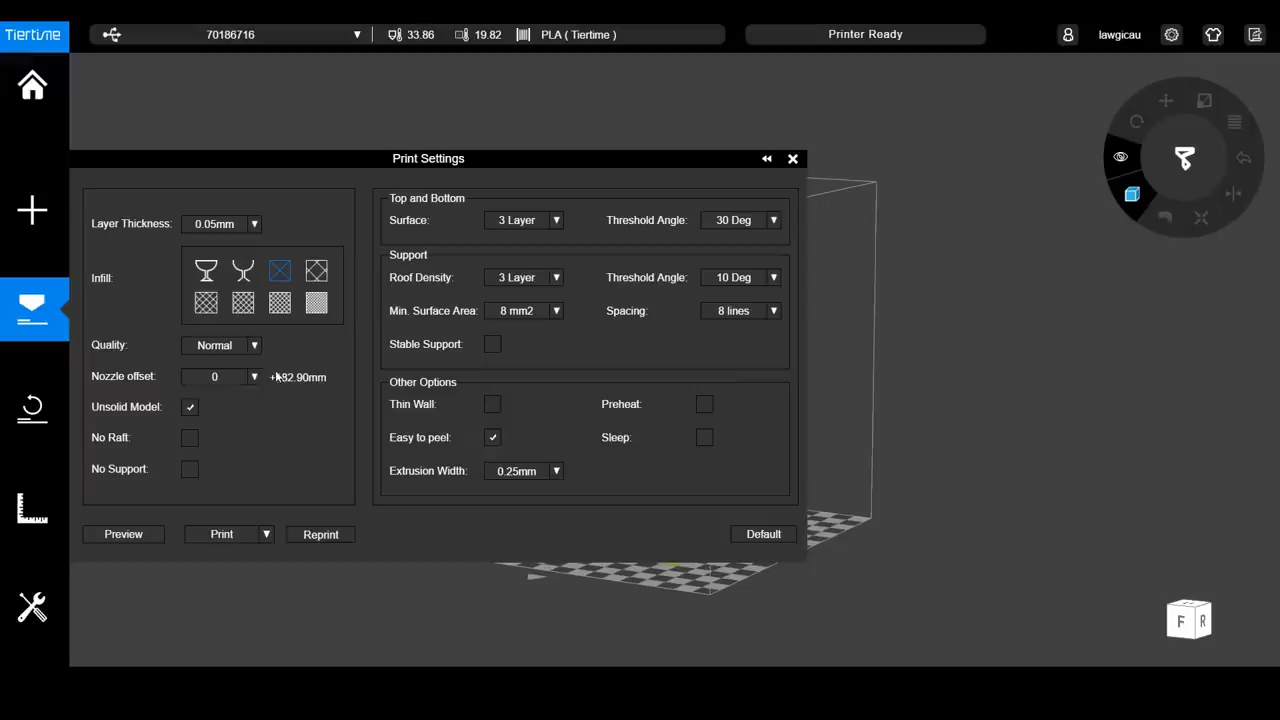 Tiertime 70186716 33.86 19.82 PLA ( Tiertime ) Printer Ready lawgicau
Print Settings
Layer Thickness: 0.05mm
Infill:
Quality: Normal
Nozzle offset: 0
Unsolid Model:
No Raft:
No Support:
Top and Bottom
Surface: 3 Layer Threshold Angle: 30 Deg
Support
Roof Density: 3 Layer Threshold Angle: 10 Deg
Min. Surface Area: 8 mm2 Spacing: 8 lines
Stable Support:
Other Options
Thin Wall: Preheat:
Easy to peel: Sleep:
Extrusion Width: 0.25mm
Preview Print Reprint Default
F R